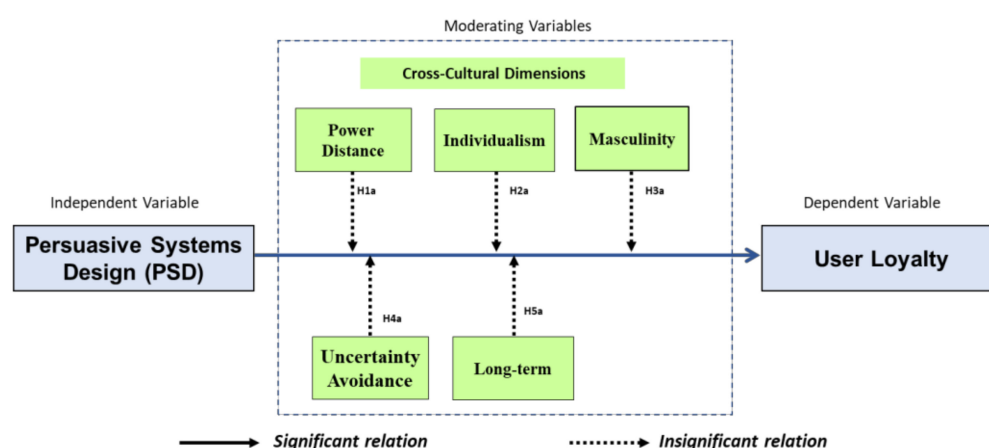 Moderating Variables
Cross-Cultural Dimensions
Power
Distance
Individualism
Masculinity
H1a
H2a
H3a
Independent Variable
Dependent Variable
Persuasive Systems
Design (PSD)
User Loyalty
H4a
H5a
Uncertainty
Avoidance
Long-term
Significant relation
Insignificant relation